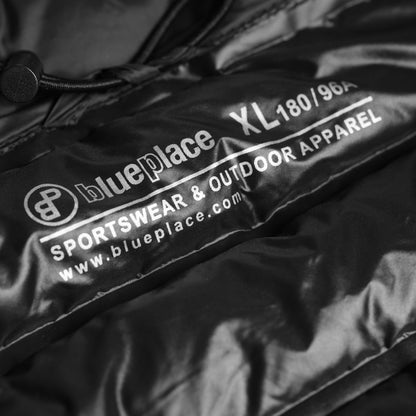 blueplace XL 180/96A
SPORTSWEAR & OUTDOOR APPAREL
www.blueplace.com